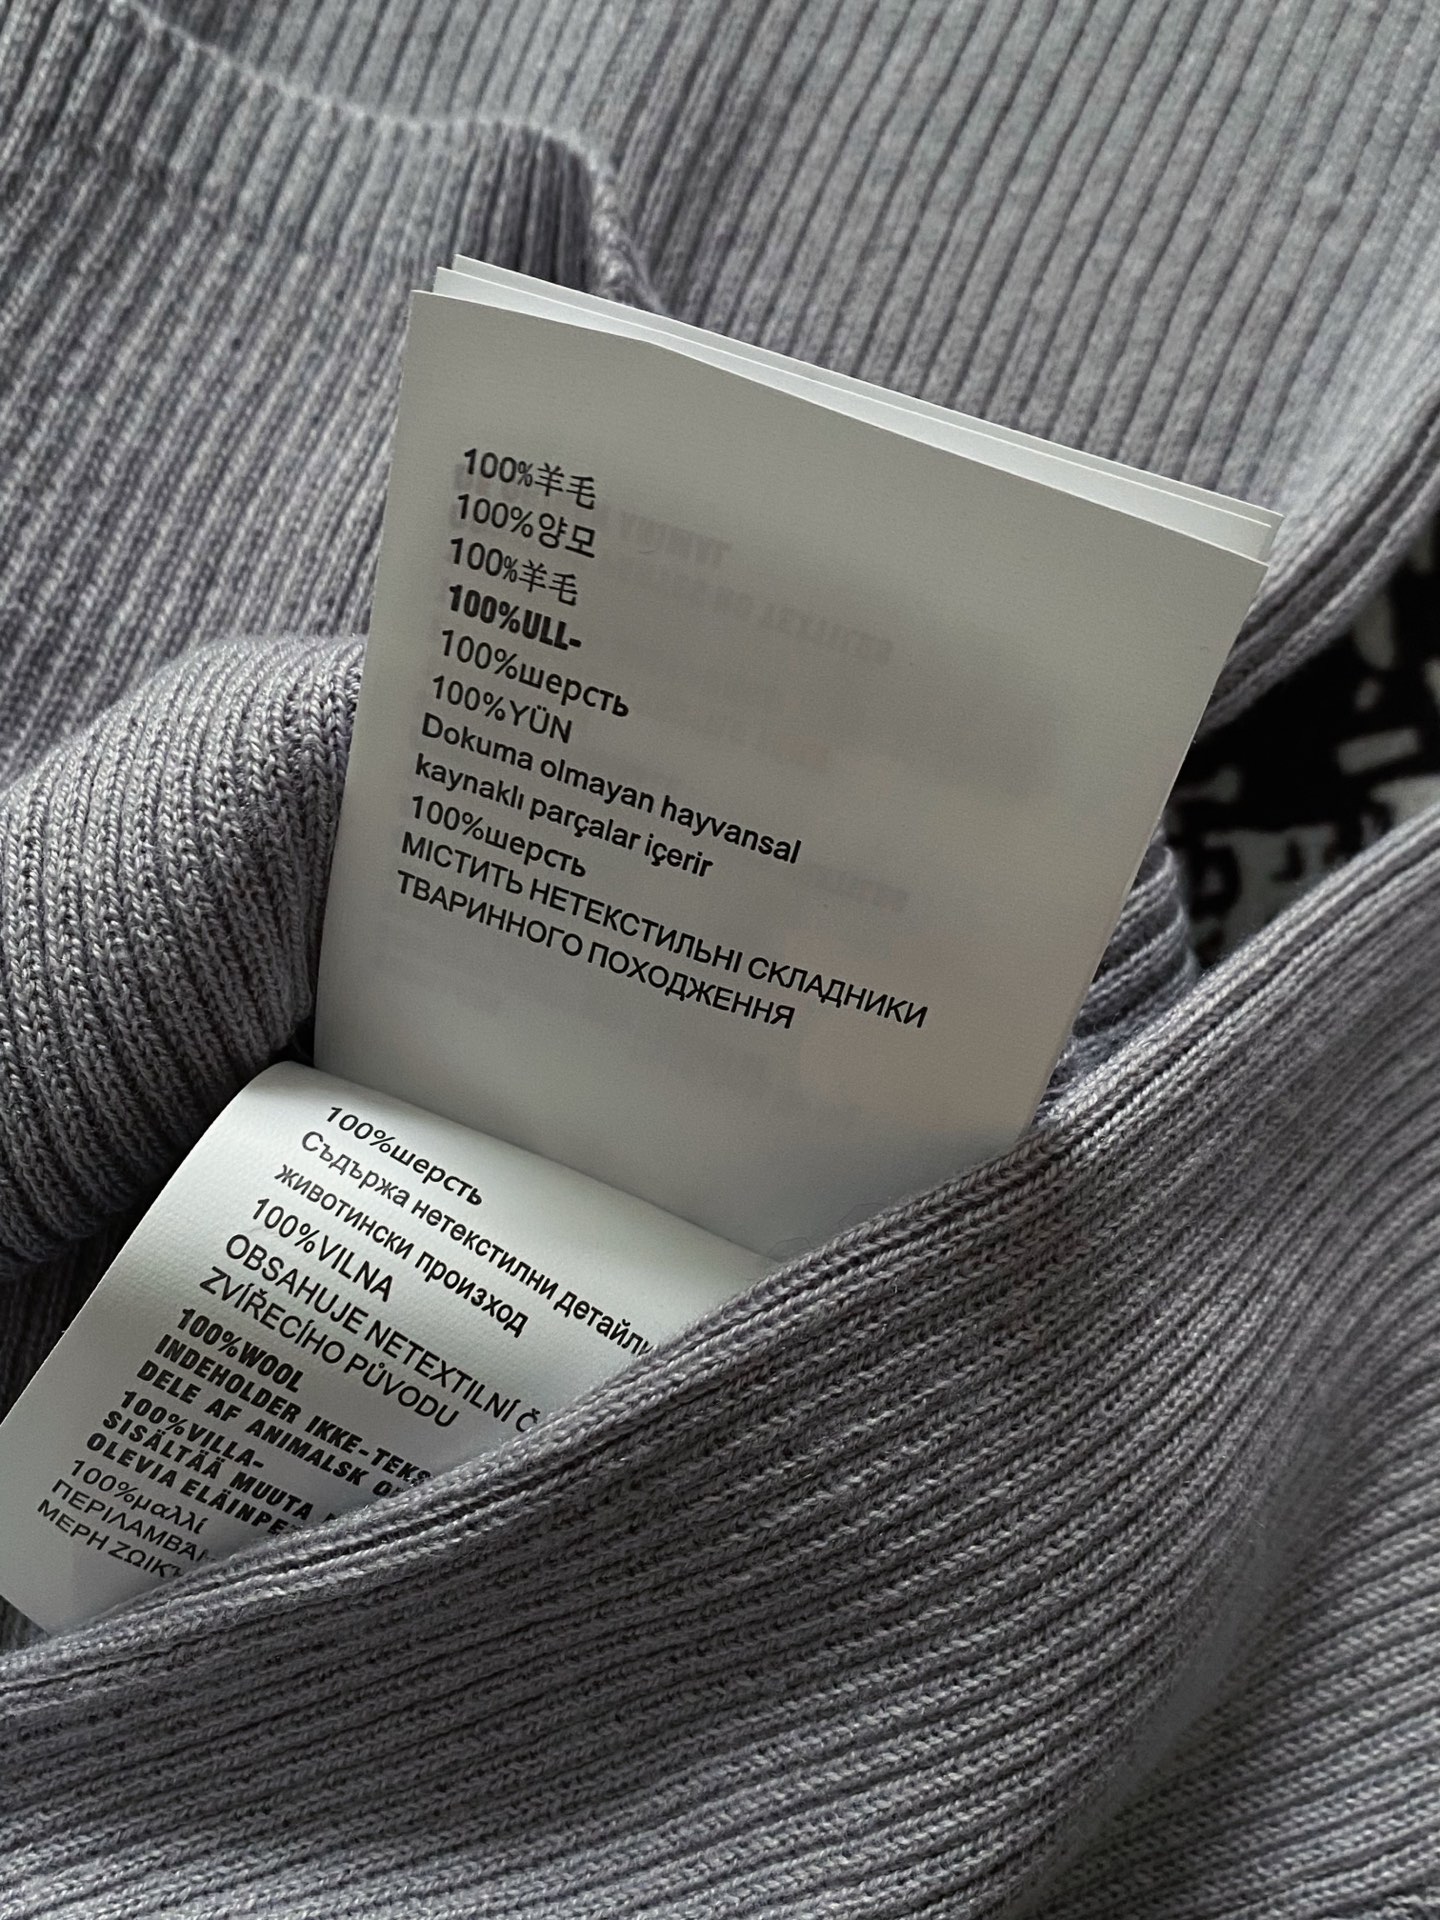 100%羊毛
100%양모
100%羊毛
100%ULL-
100%шерсть
100%YÜN
Dokuma olmayan hayvansal
kaynaklı parçalar içerir
100%шерсть
МІСТИТЬ НЕТЕКСТИЛЬНІ СКЛАДНИКИ
ТВАРИННОГО ПОХОДЖЕННЯ
100%шерсть
Съдържа нетекстилни детайли
животински произход
100%VILNA
OBSAHUJE NETEXTILNÍ
ZVÍŘECÍHO PŮVODU
100%WOOL
INDEHOLDER IKKE-TEKS
DELE AF ANIMALSK
100%VILLA-
SISÄLTÄÄ MUUTA
OLEVIA ELÄINPE
100%μαλλί
ΠΕΡΙΛΑΜΒΆ
ΜΕΡΗ ΖΩΙΚ